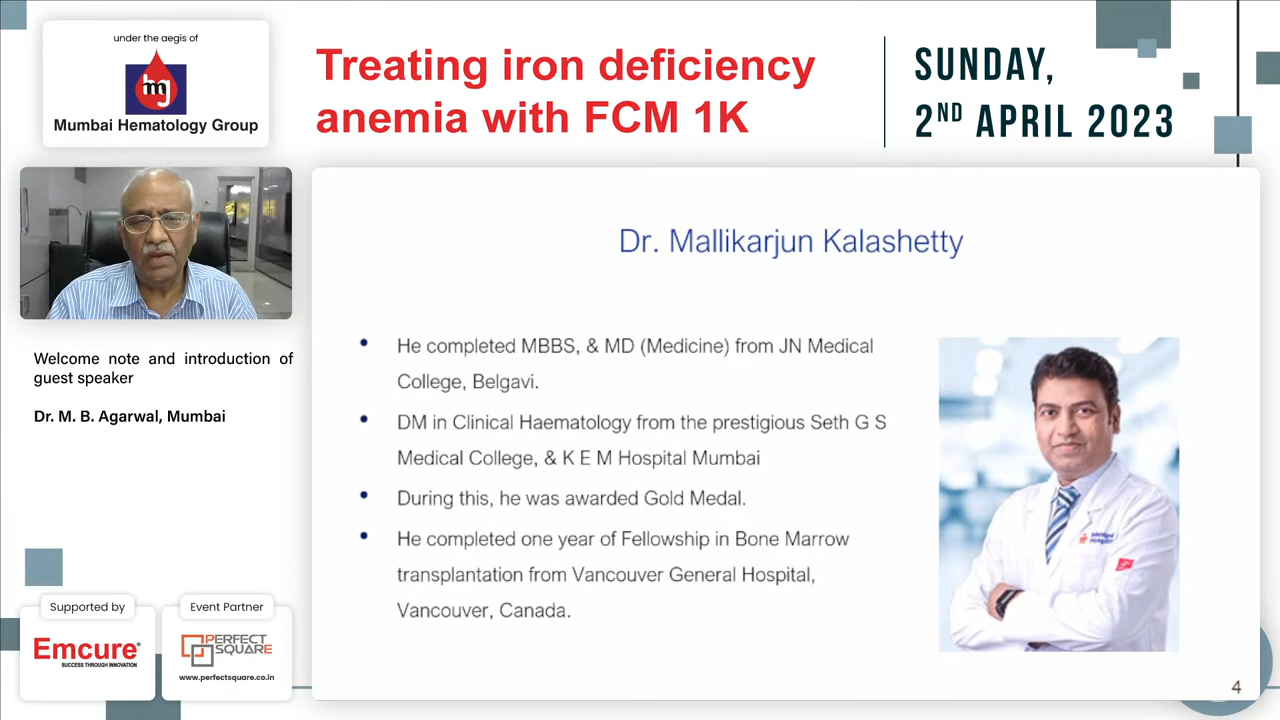 under the aegis of
mj
Mumbai Hematology Group
Treating iron deficiency
anemia with FCM 1K
SUNDAY,
2ND APRIL 2023
Welcome note and introduction of
guest speaker
Dr. M. B. Agarwal, Mumbai
Dr. Mallikarjun Kalashetty
• He completed MBBS, & MD (Medicine) from JN Medical
College, Belgavi.
• DM in Clinical Haematology from the prestigious Seth G S
Medical College, & K E M Hospital Mumbai
• During this, he was awarded Gold Medal.
• He completed one year of Fellowship in Bone Marrow
transplantation from Vancouver General Hospital,
Vancouver, Canada.
Supported by
Emcure®
SUCCESS THROUGH INNOVATION
Event Partner
PERFECT
SQUARE
www.perfectsquare.co.in
4